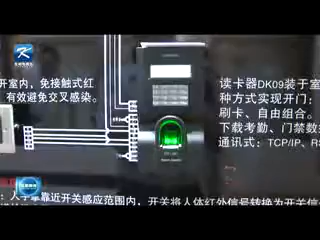 开室内,免接触式红
有效避免交叉感染。
读卡器DK09装于室
种方式实现开门:
刷卡、自由组合。
下载考勤、门禁数
通讯式:TCP/IP、RS
人手靠近开关感应范围内,开关将人体红外信号转换为开关信